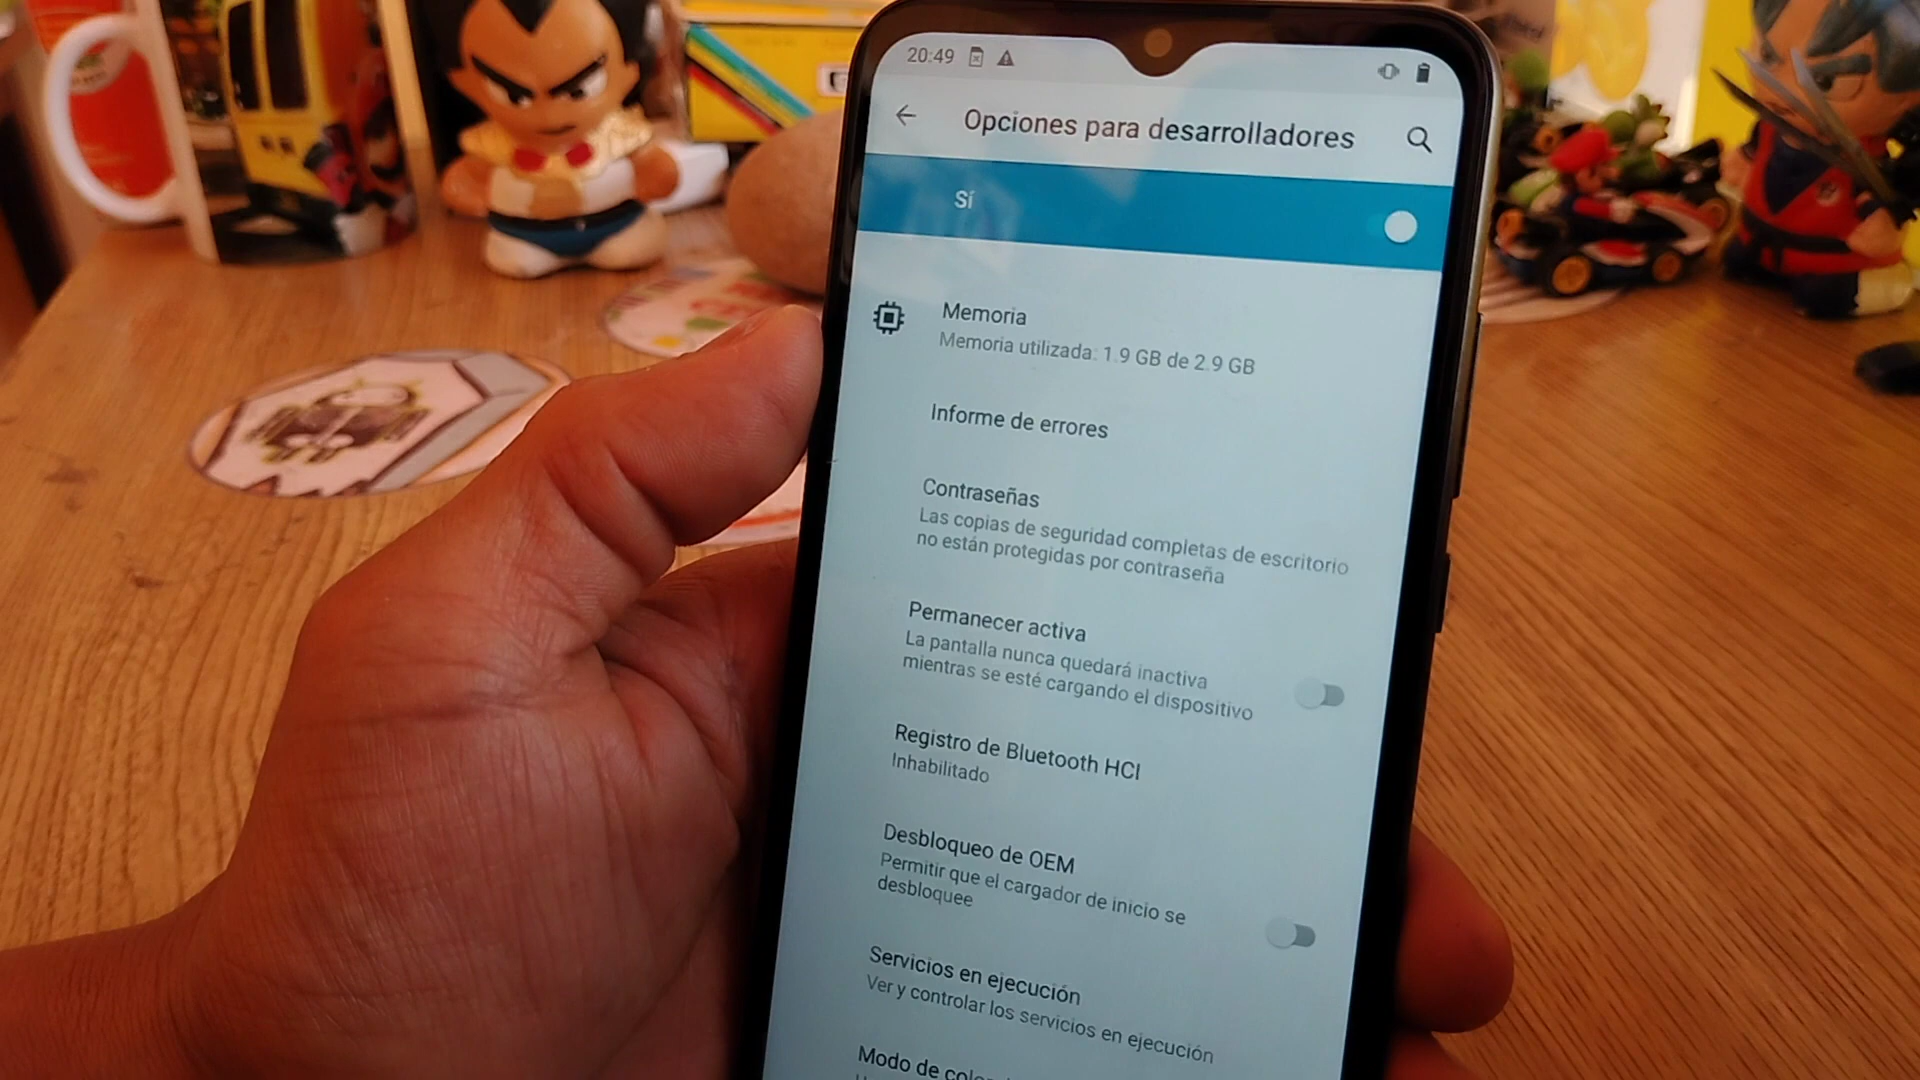 20:49
Opciones para desarrolladores
Sí
Memoria
Memoria utilizada: 1.9 GB de 2.9 GB
Informe de errores
Contraseñas
Las copias de seguridad completas de escritorio
no están protegidas por contraseña
Permanecer activa
La pantalla nunca quedará inactiva
mientras se esté cargando el dispositivo
Registro de Bluetooth HCI
Inhabilitado
Desbloqueo de OEM
Permitir que el cargador de inicio se
desbloquee
Servicios en ejecución
Ver y controlar los servicios en ejecución
Modo de